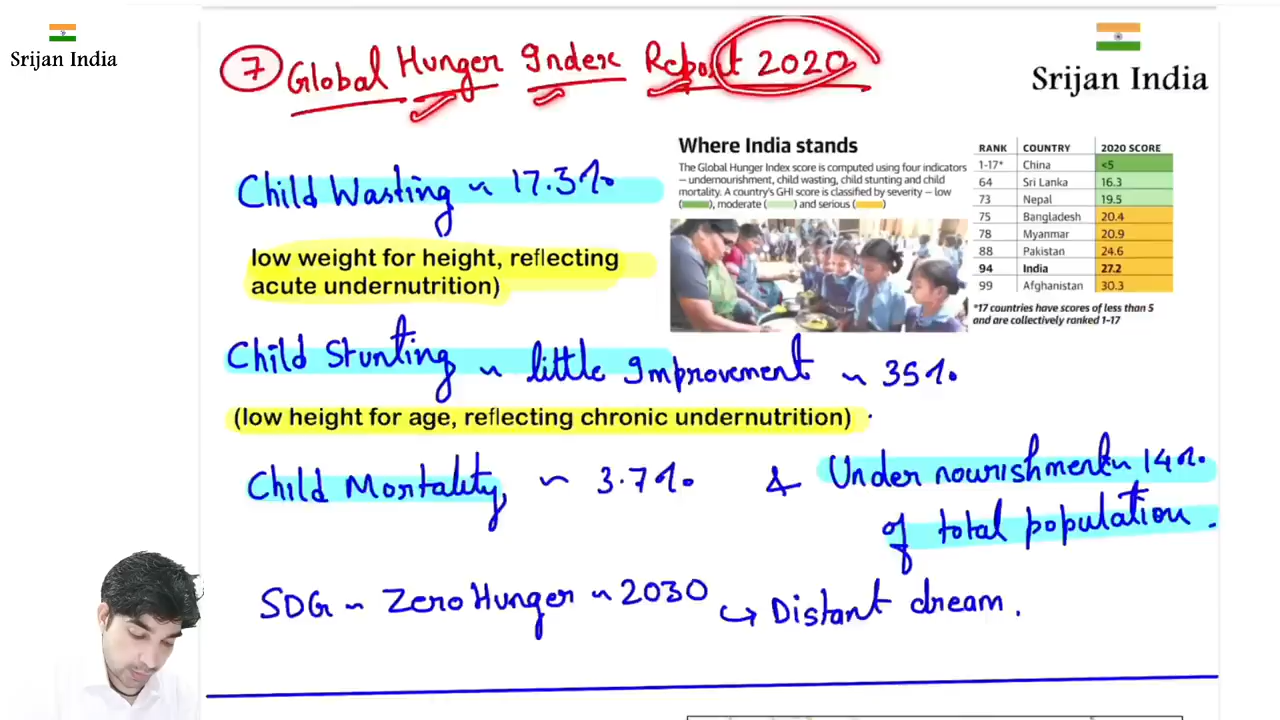 Srijan India
Srijan India
7 Global Hunger Index Report 2020
Child Wasting ~ 17.3%
low weight for height, reflecting
acute undernutrition)
Where India stands
The Global Hunger Index score is computed using four indicators
– undernourishment, child wasting, child stunting and child
mortality. A country's GHI score is classified by severity – low
( ), moderate ( ) and serious ( )
RANK COUNTRY 2020 SCORE
1-17* China <5
64 Sri Lanka 16.3
73 Nepal 19.5
75 Bangladesh 20.4
78 Myanmar 20.9
88 Pakistan 24.6
94 India 27.2
99 Afghanistan 30.3
*17 countries have scores of less than 5
and are collectively ranked 1-17
Child Stunting ~ little Improvement ~ 35%.
(low height for age, reflecting chronic undernutrition)
Child Mortality, ~ 3.7%. & Under nourishment ~ 14%.
of total population.
SDG ~ Zero Hunger ~ 2030 ↳ Distant dream.